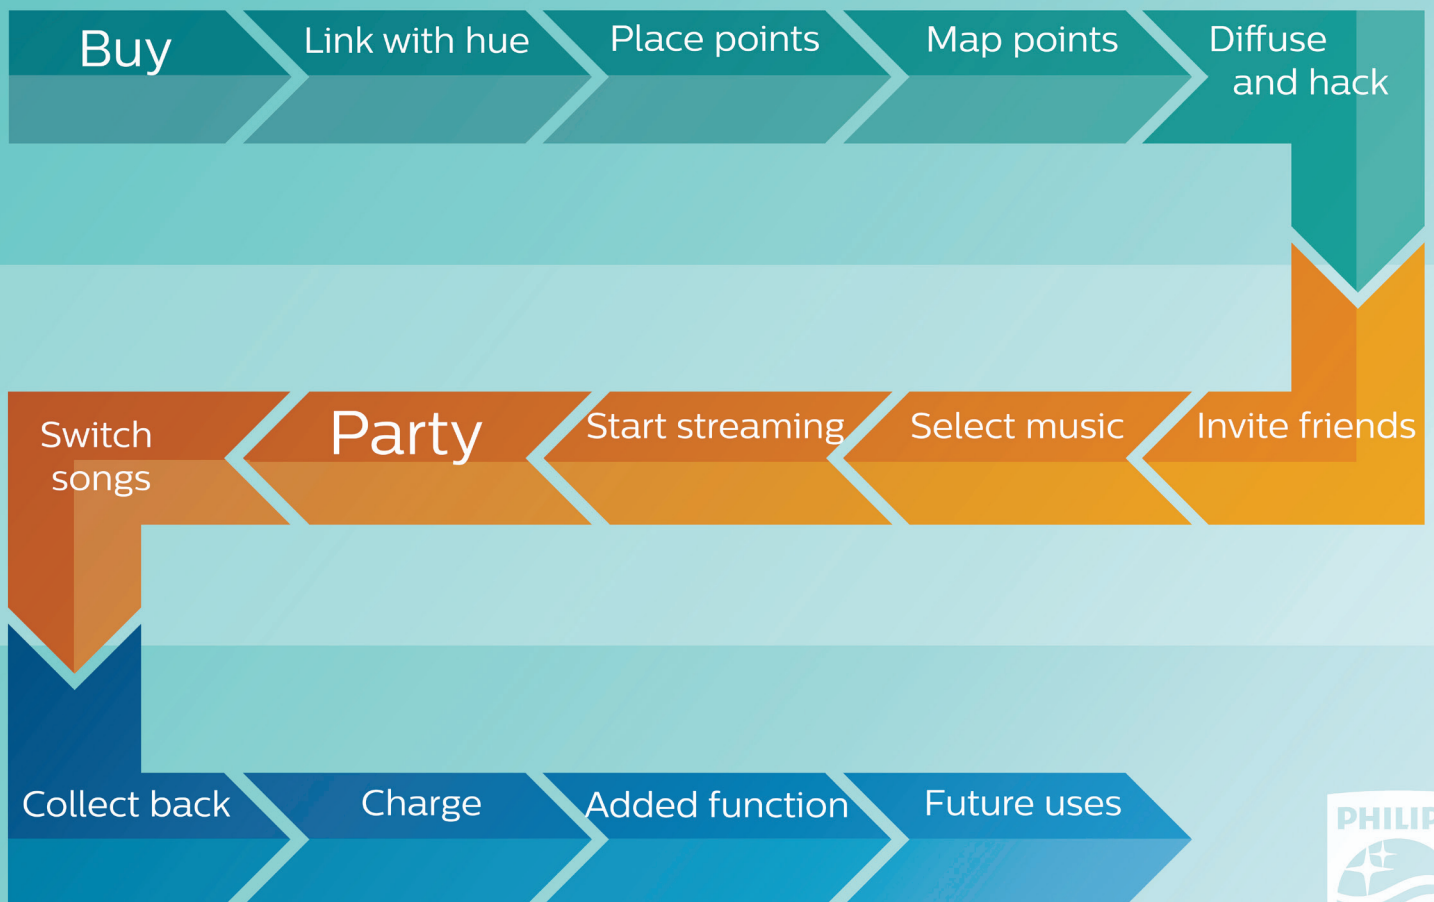 Buy
Link with hue
Place points
Map points
Diffuse
and hack
Invite friends
Select music
Start streaming
Party
Switch
songs
Collect back
Charge
Added function
Future uses
PHILIP